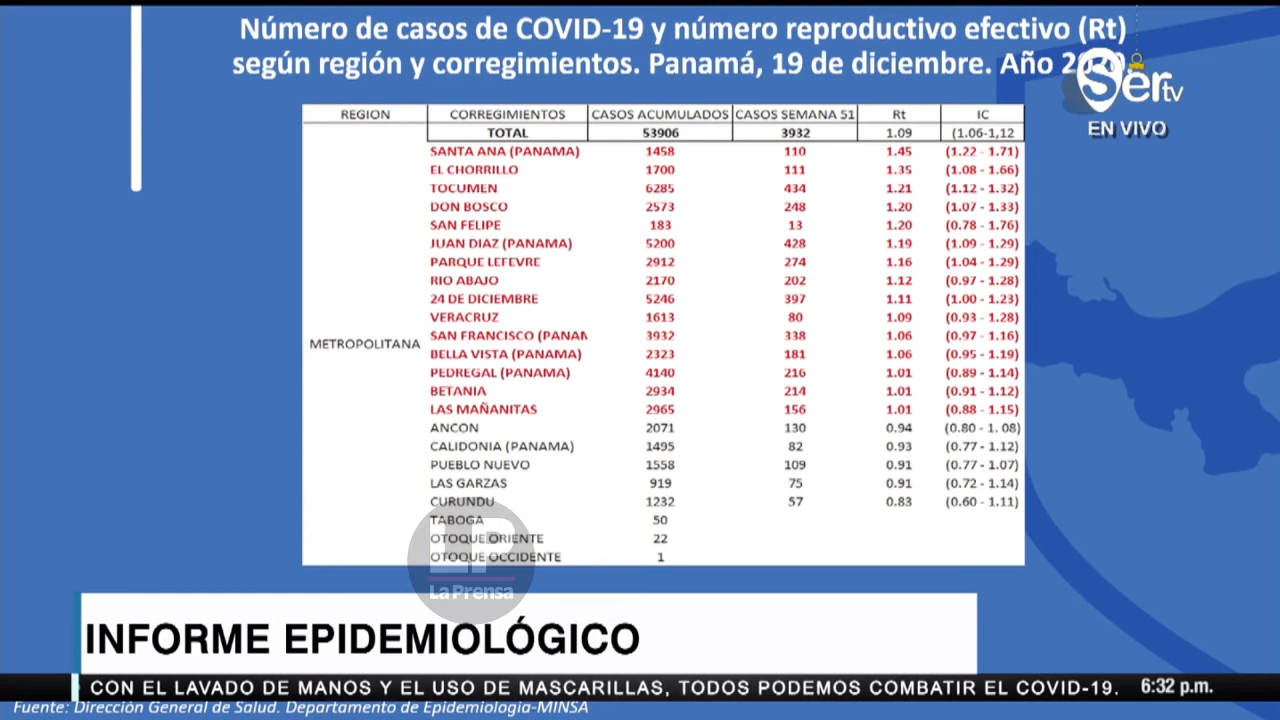 Número de casos de COVID-19 y número reproductivo efectivo (Rt)
según región y corregimientos. Panamá, 19 de diciembre. Año 2020.
Sertv
EN VIVO
REGION CORREGIMIENTOS CASOS ACUMULADOS CASOS SEMANA 51 Rt IC
TOTAL 53906 3932 1.09 (1.06-1,12
SANTA ANA (PANAMA) 1458 110 1.45 (1.22 - 1.71)
EL CHORRILLO 1700 111 1.35 (1.08 - 1.66)
TOCUMEN 6285 434 1.21 (1.12 - 1.32)
DON BOSCO 2573 248 1.20 (1.07 - 1.33)
SAN FELIPE 183 13 1.20 (0.78 - 1.76)
JUAN DIAZ (PANAMA) 5200 428 1.19 (1.09 - 1.29)
PARQUE LEFEVRE 2912 274 1.16 (1.04 - 1.29)
RIO ABAJO 2170 202 1.12 (0.97 - 1.28)
24 DE DICIEMBRE 5246 397 1.11 (1.00 - 1.23)
VERACRUZ 1613 80 1.09 (0.93 - 1.28)
SAN FRANCISCO (PANAM 3932 338 1.06 (0.97 - 1.16)
METROPOLITANA
BELLA VISTA (PANAMA) 2323 181 1.06 (0.95 - 1.19)
PEDREGAL (PANAMA) 4140 216 1.01 (0.89 - 1.14)
BETANIA 2934 214 1.01 (0.91 - 1.12)
LAS MAÑANITAS 2965 156 1.01 (0.88 - 1.15)
ANCON 2071 130 0.94 (0.80 - 1. 08)
CALIDONIA (PANAMA) 1495 82 0.93 (0.77 - 1.12)
PUEBLO NUEVO 1558 109 0.91 (0.77 - 1.07)
LAS GARZAS 919 75 0.91 (0.72 - 1.14)
CURUNDU 1232 57 0.83 (0.60 - 1.11)
TABOGA 50
OTOQUE ORIENTE 22
OTOQUE OCCIDENTE 1
LP
La Prensa
INFORME EPIDEMIOLÓGICO
CON EL LAVADO DE MANOS Y EL USO DE MASCARILLAS, TODOS PODEMOS COMBATIR EL COVID-19. 6:32 p.m.
Fuente: Dirección General de Salud. Departamento de Epidemiologia-MINSA